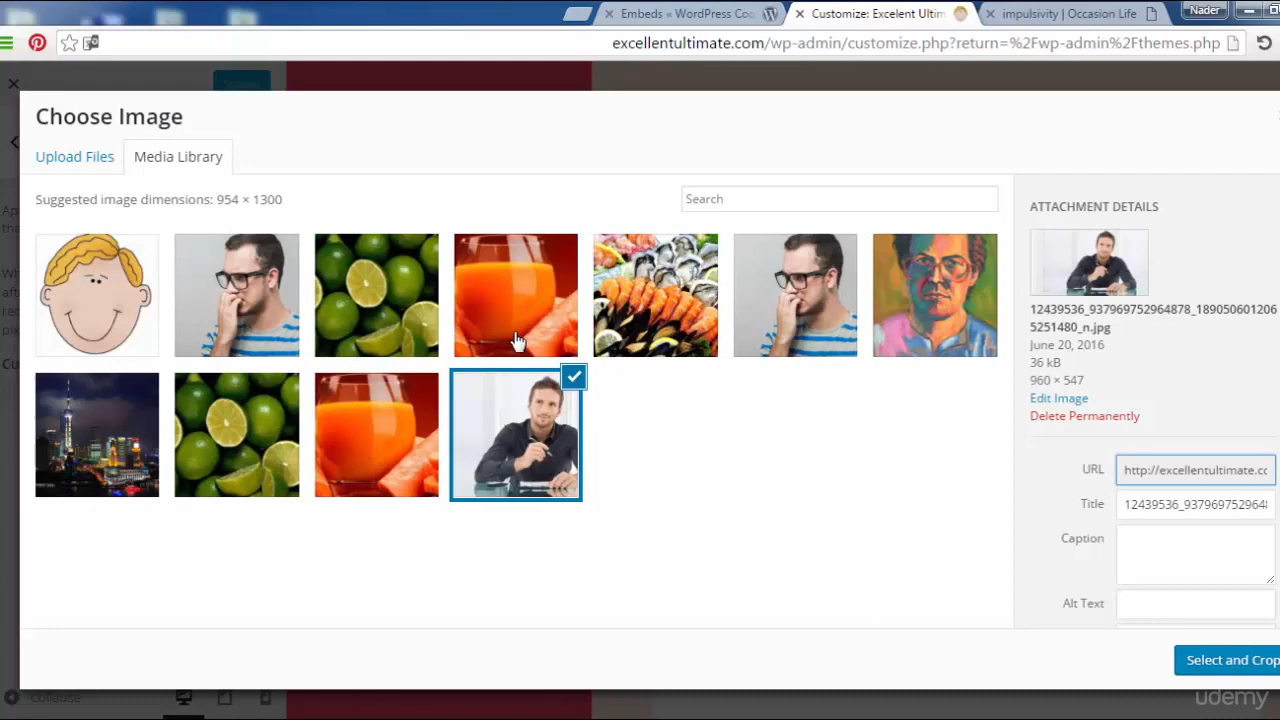 Nader
Embeds « WordPress Coo
Customize: Excelent Ultim
impulsivity | Occasion Life
excellentultimate.com/wp-admin/customize.php?return=%2Fwp-admin%2Fthemes.php
Choose Image
Upload Files
Media Library
Suggested image dimensions: 954 × 1300
Search
ATTACHMENT DETAILS
12439536_937969752964878_189050601206
5251480_n.jpg
June 20, 2016
36 kB
960 × 547
Edit Image
Delete Permanently
URL
http://excellentultimate.co
Title
12439536_9379697529648
Caption
Alt Text
Select and Crop
Collapse
udemy